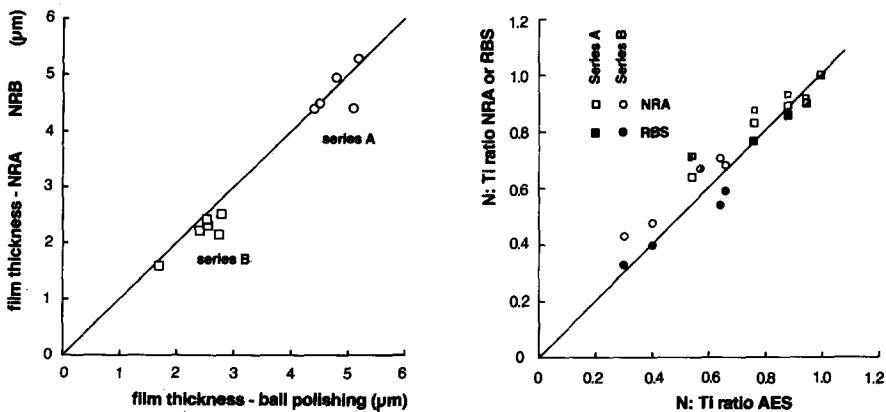 film thickness - NRA NRB (µm)
6
5
4
3
2
1
0
series A
series B
0 1 2 3 4 5 6
film thickness - ball polishing (µm)
N: Ti ratio NRA or RBS
1.2
1.0
0.8
0.6
0.4
0.2
0
Series A
Series B
NRA
RBS
0.2 0.4 0.6 0.8 1.0 1.2
N: Ti ratio AES